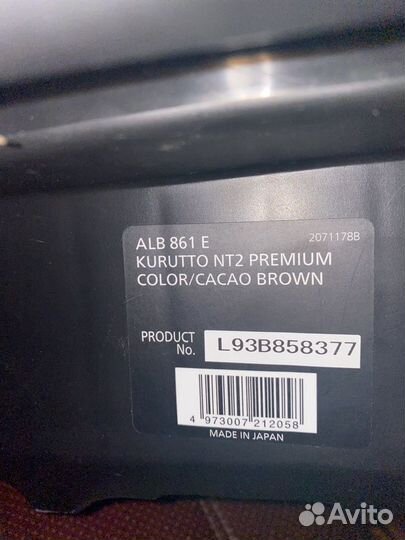 ALB 861 E 2071178B
KURUTTO NT2 PREMIUM
COLOR/CACAO BROWN
PRODUCT No. L93B858377
4 973007 212058
MADE IN JAPAN
Avito